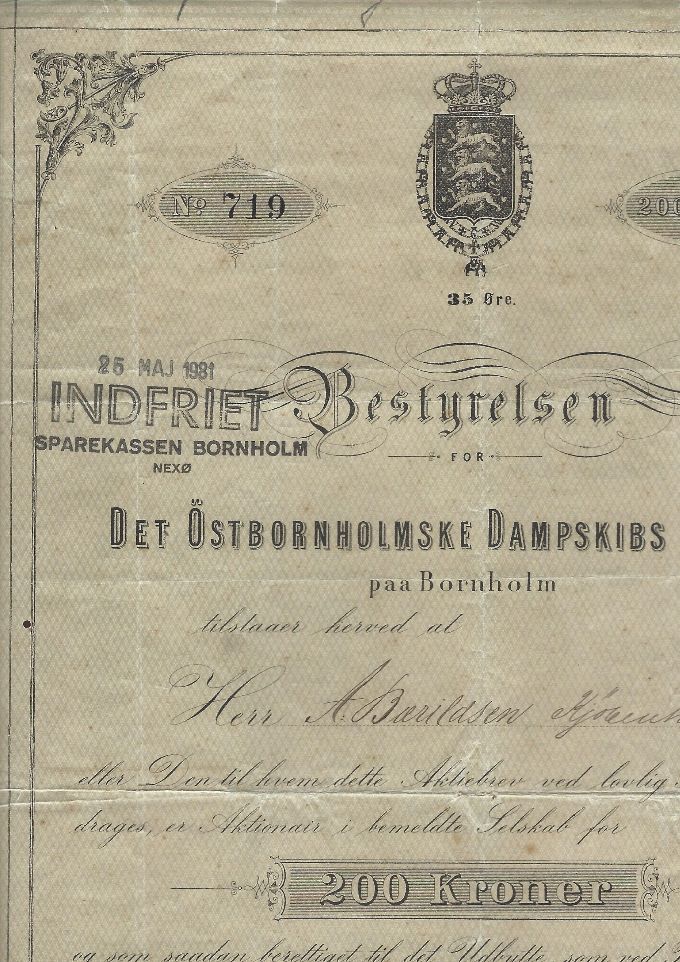 No 719
200
35 Øre.
25 MAJ 1981
INDFRIET
SPAREKASSEN BORNHOLM
NEXØ
Bestyrelsen
FOR
DET ÖSTBORNHOLMSKE DAMPSKIBS
paa Bornholm
tilstaaer herved at
Herr A. Barildsen
eller Den til hvem dette Aktiebrev ved lovlig
drages, er Aktionair i bemeldte Selskab for
200 Kroner
og som saadan berettiget til det Udbytte, som ved